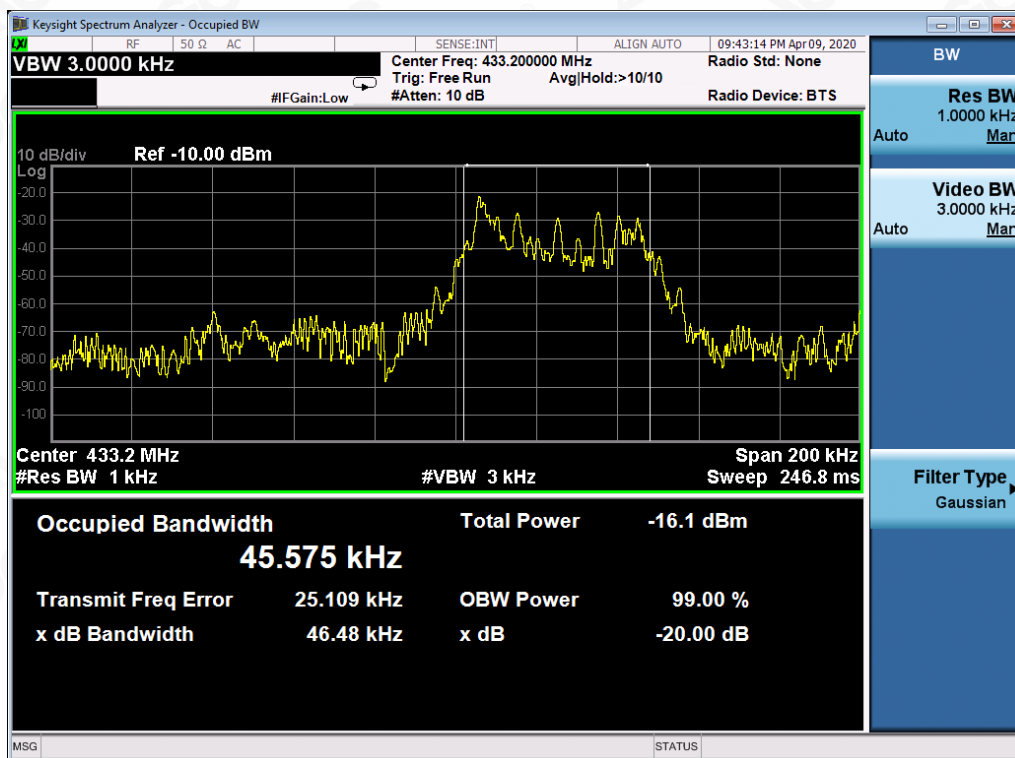 Keysight Spectrum Analyzer - Occupied BW
LXI RF 50 Ω AC SENSE:INT ALIGN AUTO 09:43:14 PM Apr 09, 2020
VBW 3.0000 kHz
Center Freq: 433.200000 MHz Radio Std: None
Trig: Free Run Avg|Hold:>10/10
#IFGain:Low #Atten: 10 dB Radio Device: BTS
10 dB/div Ref -10.00 dBm
Log
-20.0
-30.0
-40.0
-50.0
-60.0
-70.0
-80.0
-90.0
-100
Center 433.2 MHz Span 200 kHz
#Res BW 1 kHz #VBW 3 kHz Sweep 246.8 ms
Occupied Bandwidth Total Power -16.1 dBm
45.575 kHz
Transmit Freq Error 25.109 kHz OBW Power 99.00 %
x dB Bandwidth 46.48 kHz x dB -20.00 dB
BW
Res BW
1.0000 kHz
Auto Man
Video BW
3.0000 kHz
Auto Man
Filter Type
Gaussian
MSG STATUS